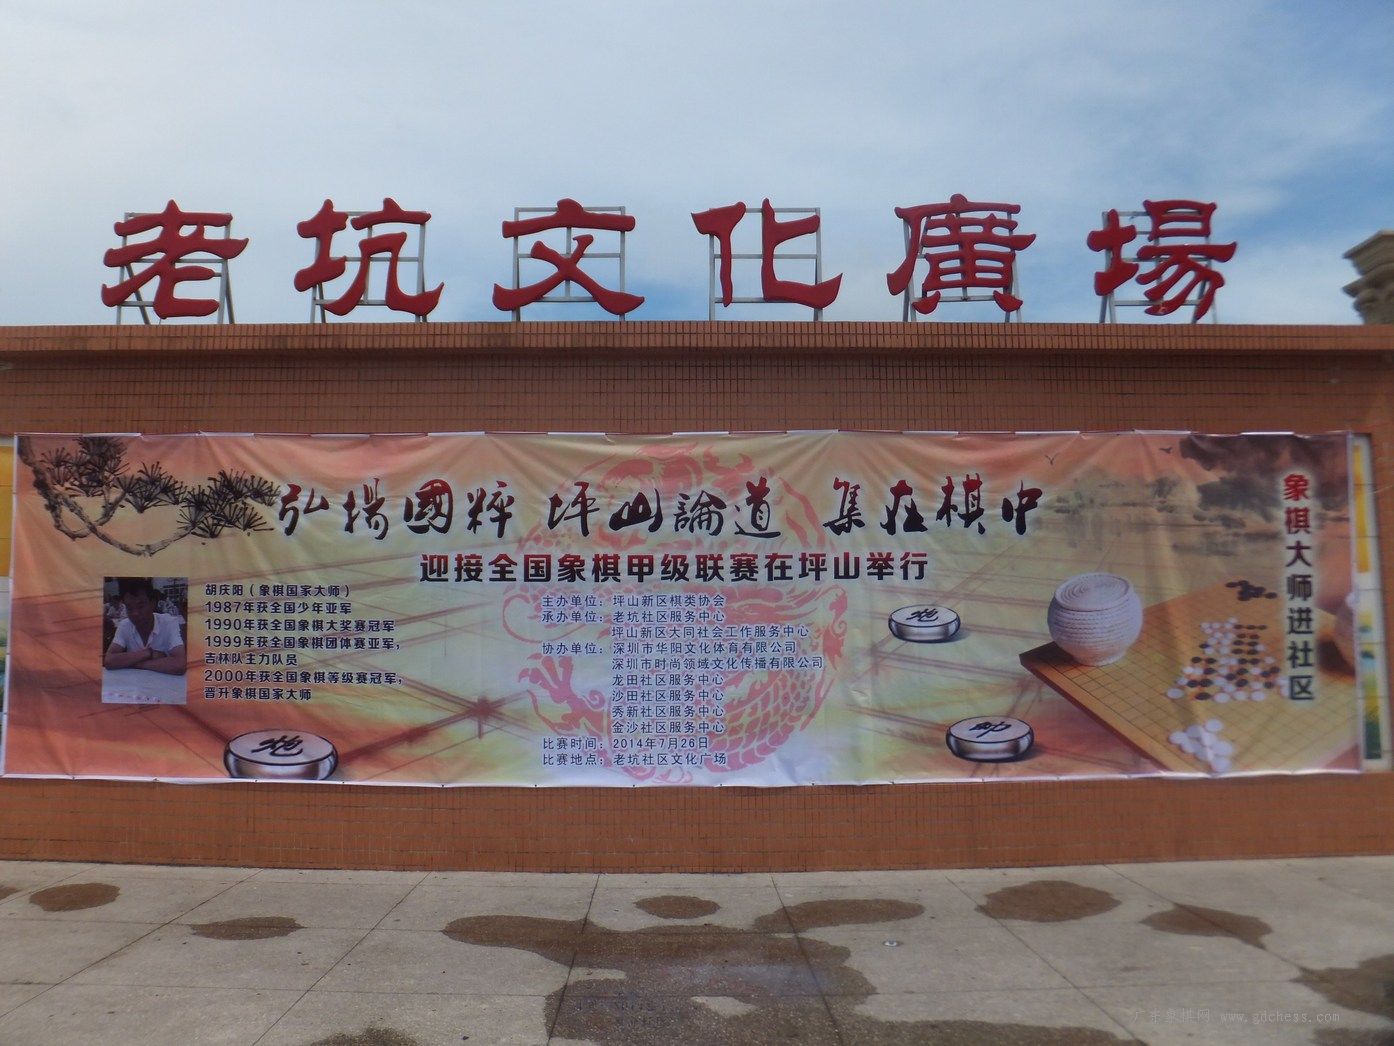 老坑文化廣場
弘揚國粹 坪山論道 集在棋中
迎接全国象棋甲级联赛在坪山举行
胡庆阳（象棋国家大师）
1987年获全国少年亚军
1990年获全国象棋大奖赛冠军
1999年获全国象棋团体赛亚军，
吉林队主力队员
2000年获全国象棋等级赛冠军，
晋升象棋国家大师
主办单位：坪山新区棋类协会
承办单位：老坑社区服务中心
坪山新区大同社会工作服务中心
协办单位：深圳市华阳文化体育有限公司
深圳市时尚领域文化传播有限公司
龙田社区服务中心
沙田社区服务中心
秀新社区服务中心
金沙社区服务中心
比赛时间：2014年7月26日
比赛地点：老坑社区文化广场
象棋大师进社区
炮
炮
广东象棋网 www.gdchess.com